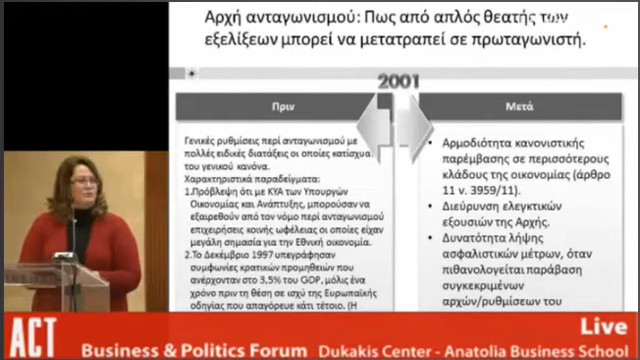 Αρχή ανταγωνισμού: Πως από απλός θεατής των
εξελίξεων μπορεί να μετατραπεί σε πρωταγωνιστή.
2001
Πριν
Γενικές ρυθμίσεις περί ανταγωνισμού με
πολλές ειδικές διατάξεις οι οποίες κατίσχυα
του γενικού κανόνα.
Χαρακτηριστικά παραδείγματα:
1.Πρόβλεψη ότι με ΚΥΑ των Υπουργών
Οικονομίας και Ανάπτυξης, μπορούσαν να
εξαιρεθούν από τον νόμο περί ανταγωνισμού
επιχειρήσεις κοινής ωφέλειας οι οποίες είχαν
μεγάλη σημασία για την Εθνική οικονομία.
2.Το Δεκέμβριο 1997 υπεγράφησαν
συμφωνίες κρατικών προμηθειών που
ανέρχονταν στο 3,5% του GDP, μόλις ένα
χρόνο πριν τη θέση σε ισχύ της Ευρωπαϊκής
οδηγίας που απαγόρευε κάτι τέτοιο. (Η
Μετά
• Αρμοδιότητα κανονιστικής
παρέμβασης σε περισσότερους
κλάδους της οικονομίας (άρθρο
11 ν. 3959/11).
• Διεύρυνση ελεγκτικών
εξουσιών της Αρχής.
• Δυνατότητα λήψης
ασφαλιστικών μέτρων, όταν
πιθανολογείται παράβαση
συγκεκριμένων
αρχών/ρυθμίσεων του
Live
ACT
Business & Politics Forum Dukakis Center - Anatolia Business School